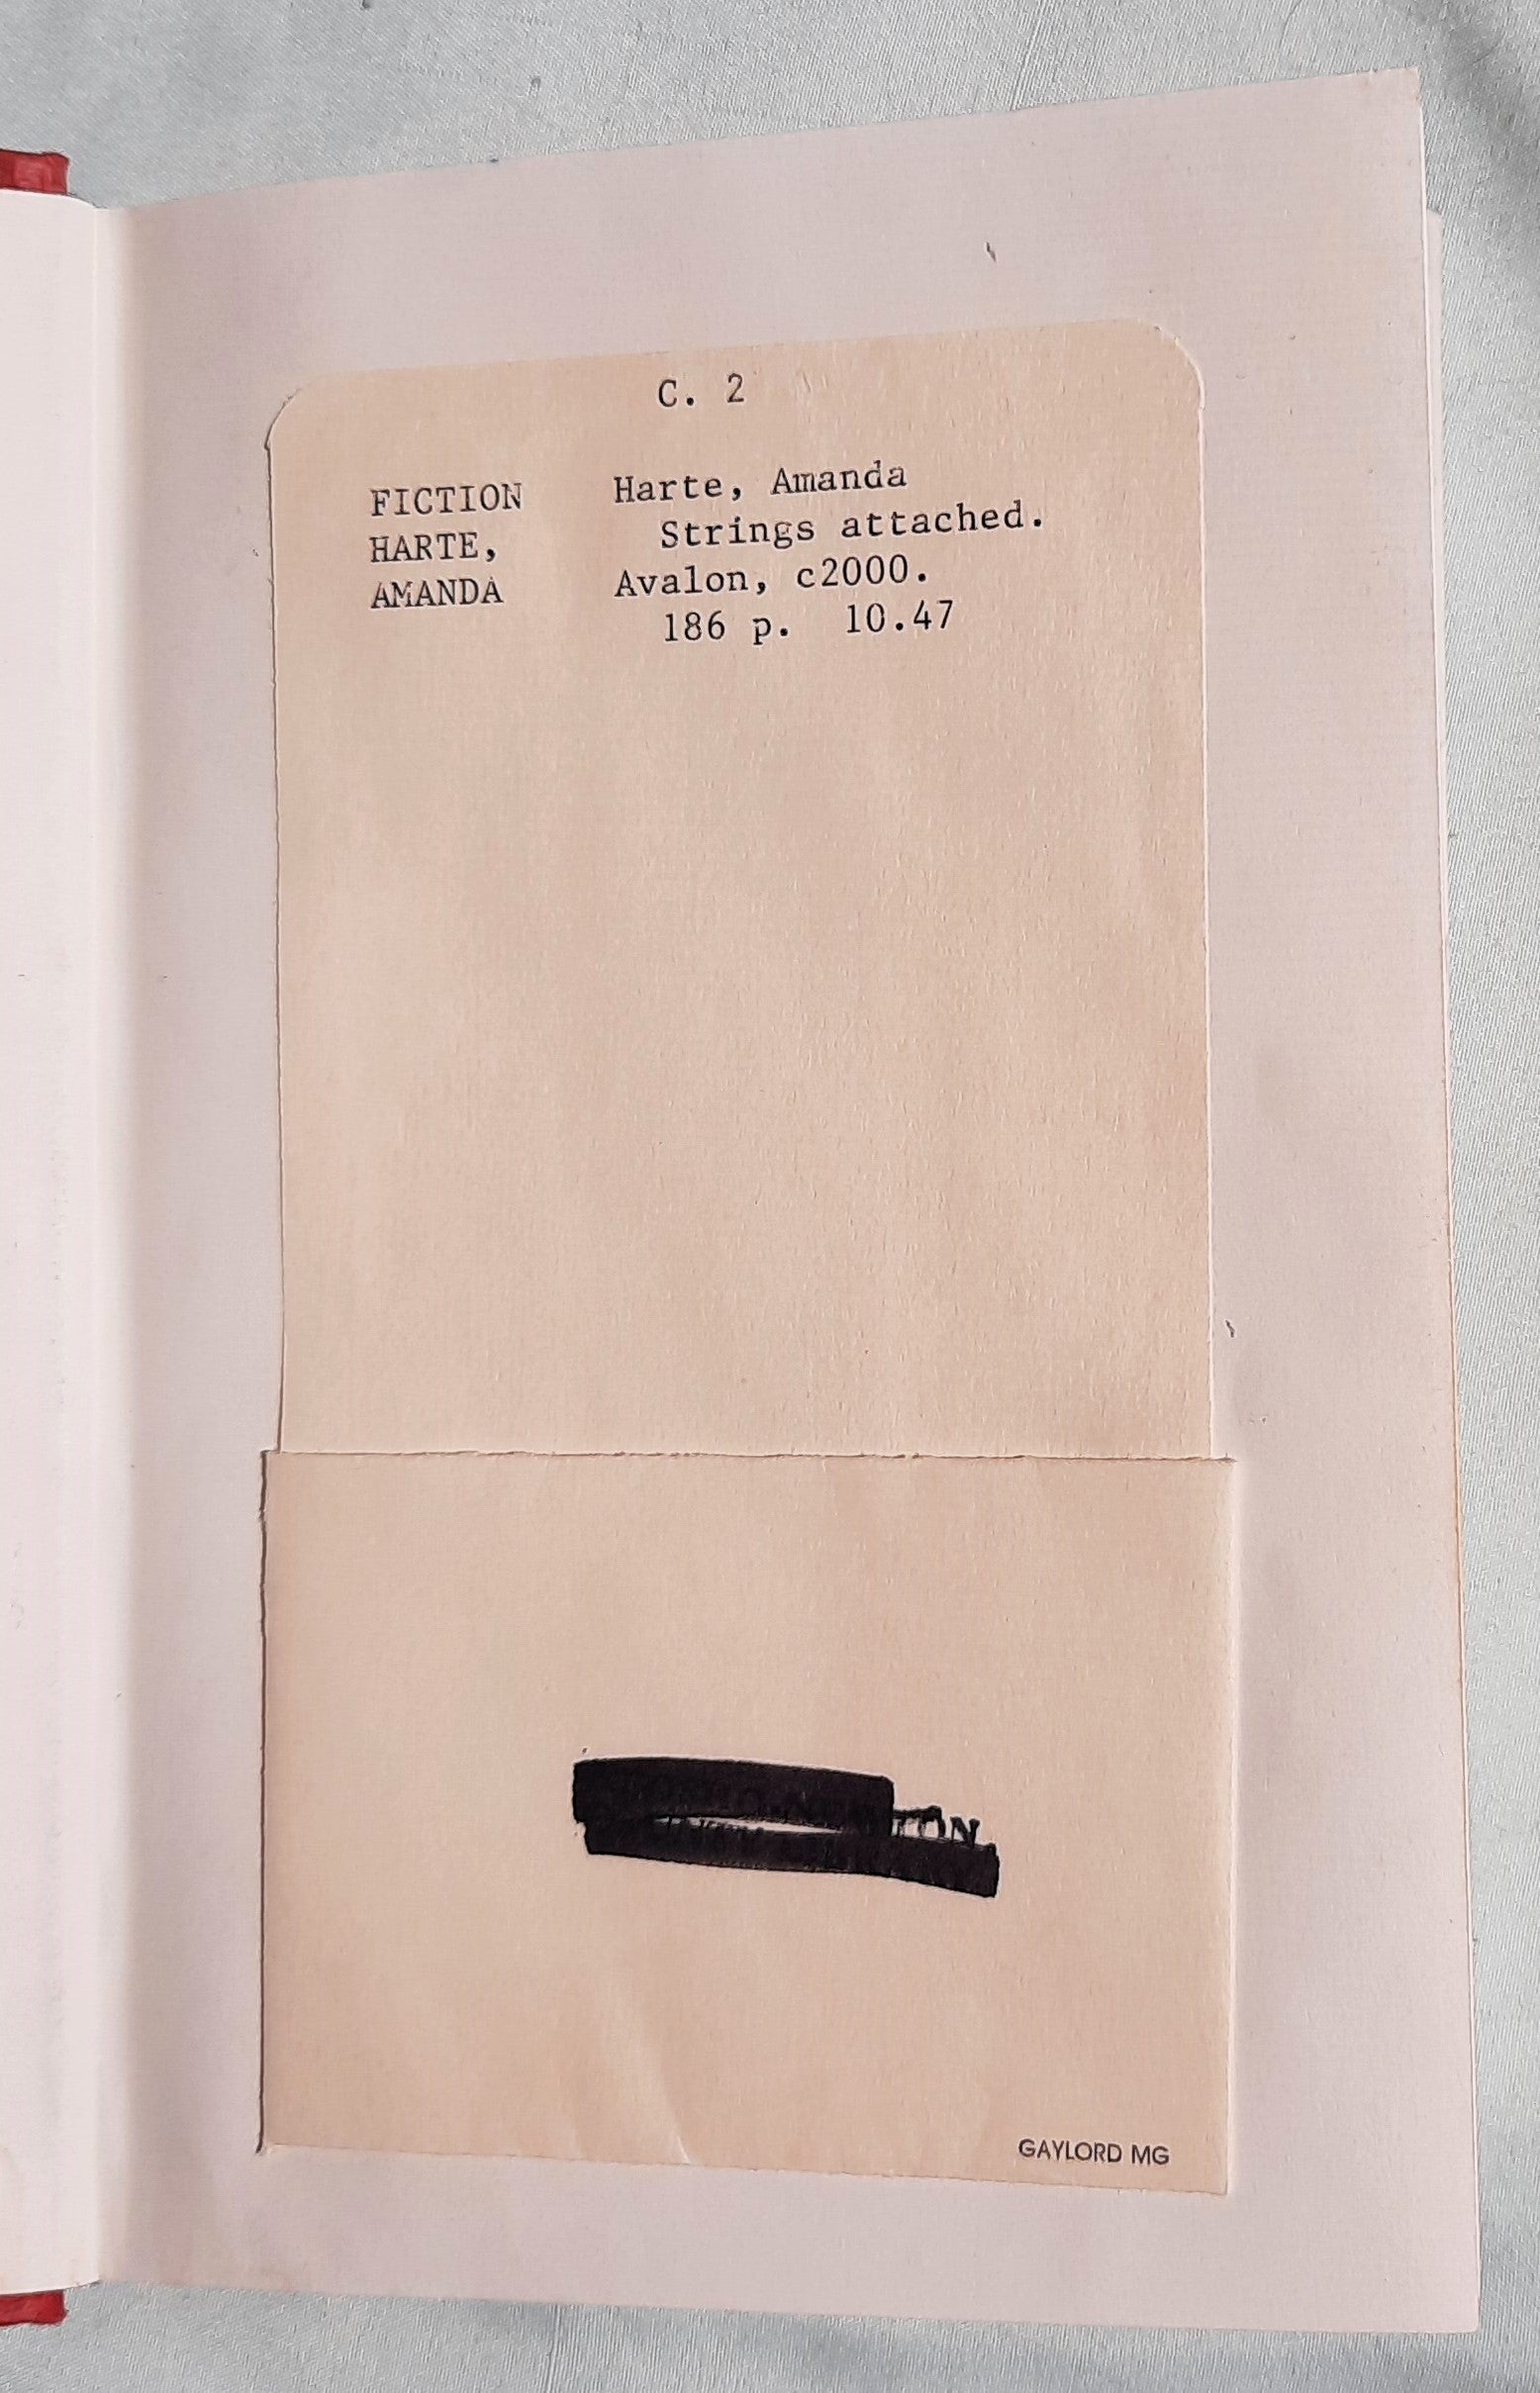 C. 2
FICTION Harte, Amanda
HARTE, Strings attached.
AMANDA Avalon, c2000.
186 p. 10.47
GAYLORD MG